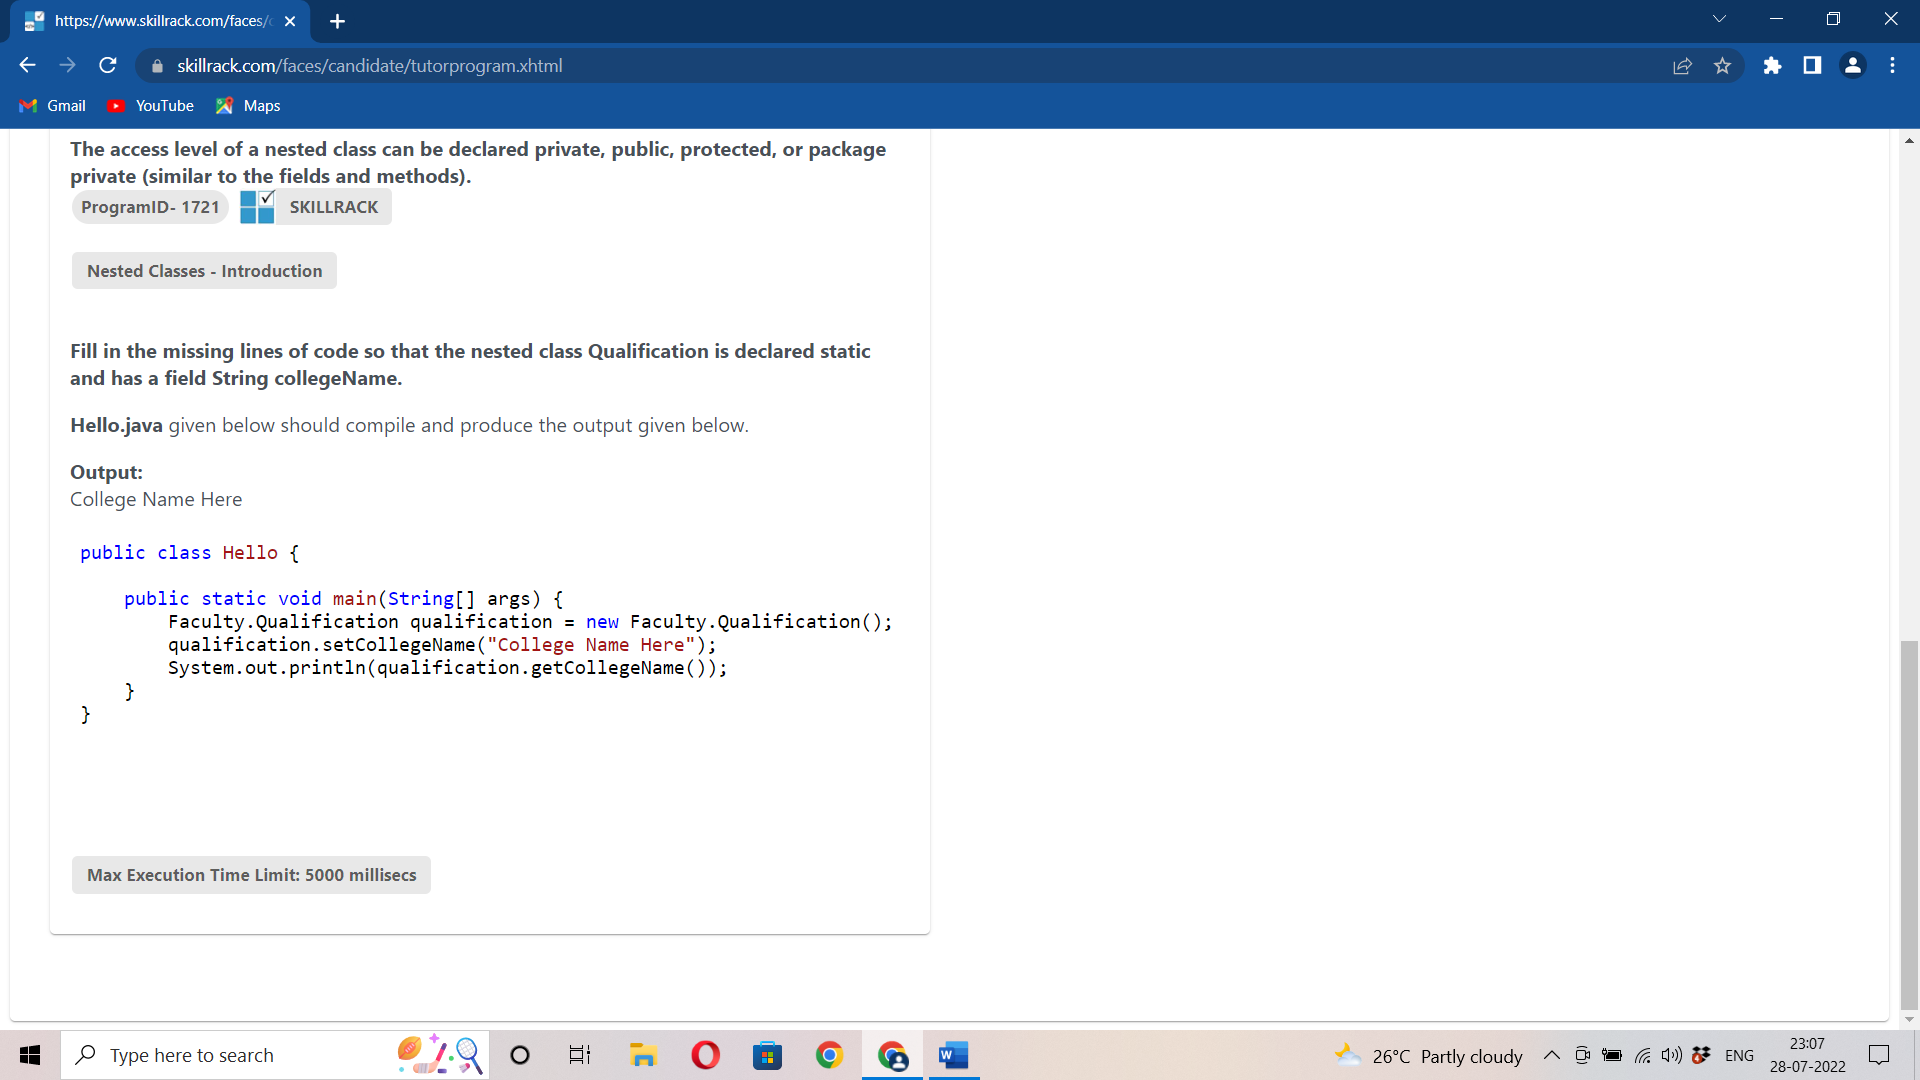 https://www.skillrack.com/faces/c
skillrack.com/faces/candidate/tutorprogram.xhtml
Gmail YouTube Maps
The access level of a nested class can be declared private, public, protected, or package
private (similar to the fields and methods).
ProgramID- 1721 SKILLRACK
Nested Classes - Introduction
Fill in the missing lines of code so that the nested class Qualification is declared static
and has a field String collegeName.
Hello.java given below should compile and produce the output given below.
Output:
College Name Here
public class Hello {
public static void main(String[] args) {
Faculty.Qualification qualification = new Faculty.Qualification();
qualification.setCollegeName("College Name Here");
System.out.println(qualification.getCollegeName());
}
}
Max Execution Time Limit: 5000 millisecs
Type here to search
26°C Partly cloudy
ENG
23:07
28-07-2022